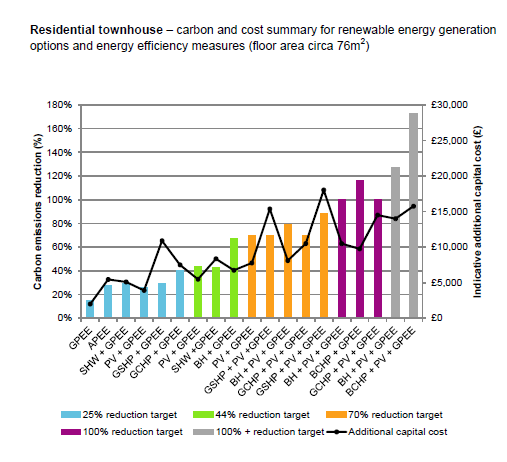 Residential townhouse – carbon and cost summary for renewable energy generation
options and energy efficiency measures (floor area circa 76m²)
Carbon emissions reduction (%)
180%
160%
140%
120%
100%
80%
60%
40%
20%
0%
£30,000
£25,000
£20,000
£15,000
£10,000
£5,000
£0
Indicative additional capital cost (£)
GPEE
APEE
SHW + GPEE
PV + GPEE
GSHP + GPEE
GCHP + GPEE
PV + GPEE
SHW +GPEE
BH + GPEE
PV + GPEE
GSHP + PV +GPEE
BH + PV +GPEE
GCHP + PV + GPEE
GSHP + PV + GPEE
BH + PV + GPEE
BCHP + GPEE
GCHP + PV + GPEE
BH + PV + GPEE
BCHP + PV + GPEE
25% reduction target
44% reduction target
70% reduction target
100% reduction target
100% + reduction target
Additional capital cost